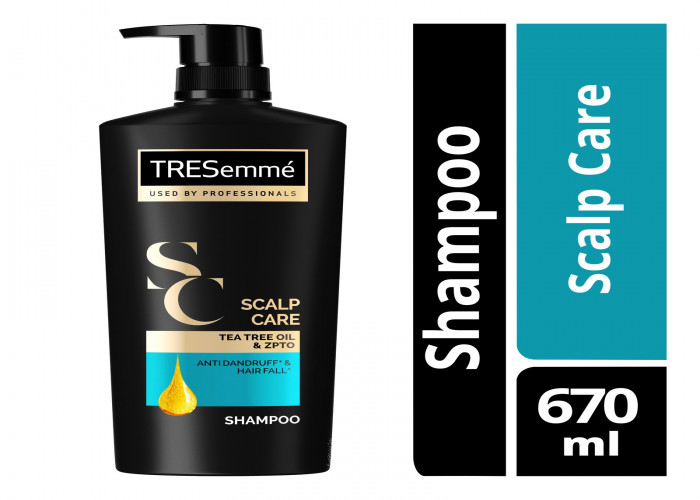 TRESemmé
USED BY PROFESSIONALS
SC
SCALP
CARE
TEA TREE OIL
& ZPTO
ANTI DANDRUFF* &
HAIR FALL^
SHAMPOO
Shampoo
Scalp Care
670
ml